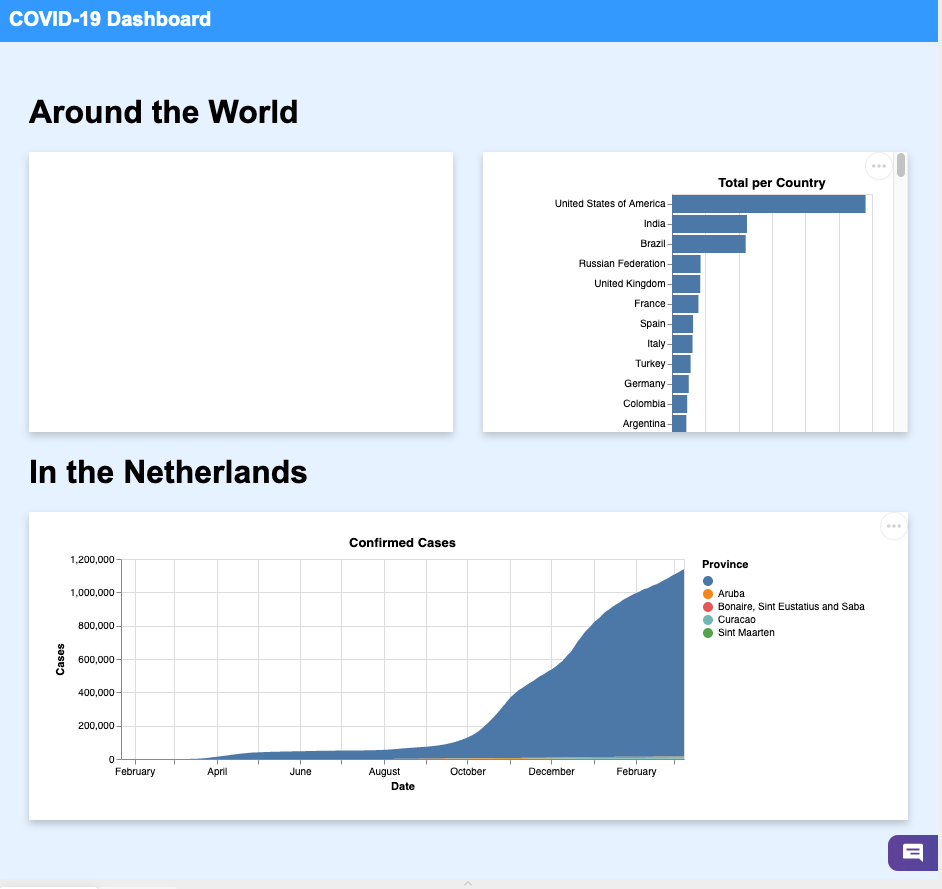 COVID-19 Dashboard
Around the World
Total per Country
United States of America
India
Brazil
Russian Federation
United Kingdom
France
Spain
Italy
Turkey
Germany
Colombia
Argentina
In the Netherlands
Confirmed Cases
Cases
1,200,000
1,000,000
800,000
600,000
400,000
200,000
0
February April June August October December February
Date
Province
Aruba
Bonaire, Sint Eustatius and Saba
Curacao
Sint Maarten